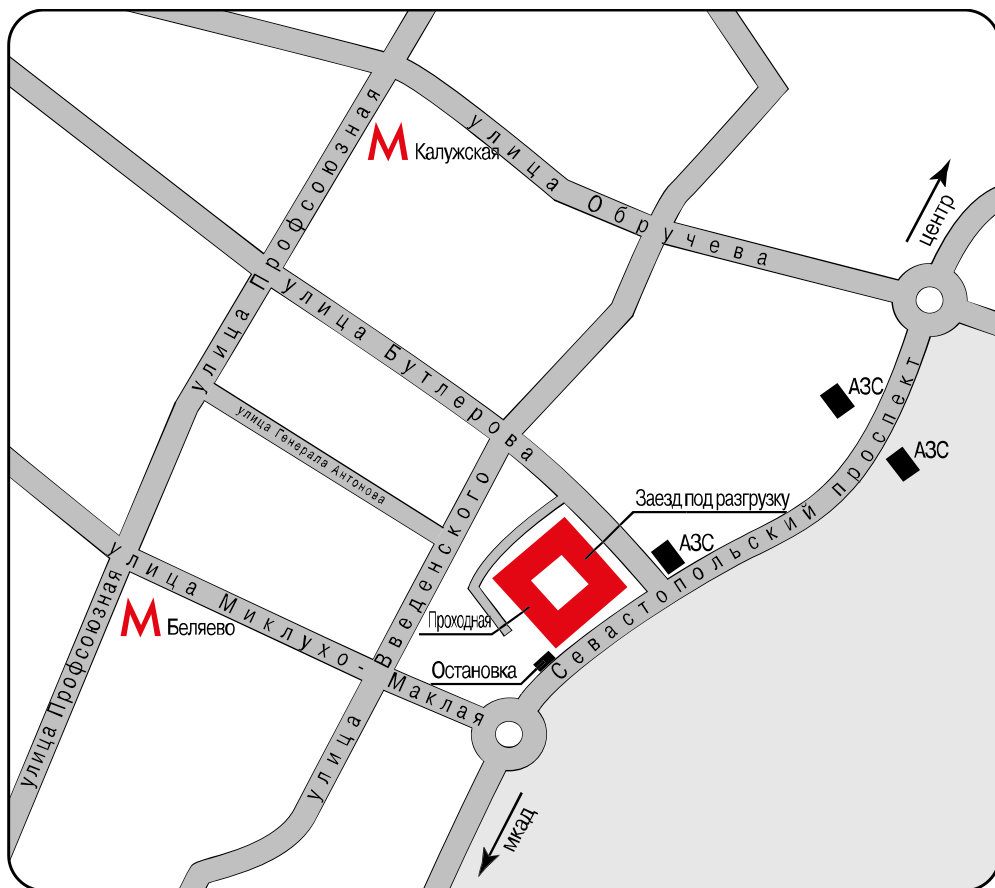 улица Профсоюзная
М Калужская
улица Обручева
центр
улица Бутлерова
улица Генерала Антонова
АЗС
АЗС
Севастопольский проспект
Заезд под разгрузку
АЗС
улица Введенского
Проходная
Остановка
улица Миклухо-Маклая
М Беляево
улица Профсоюзная
мкад